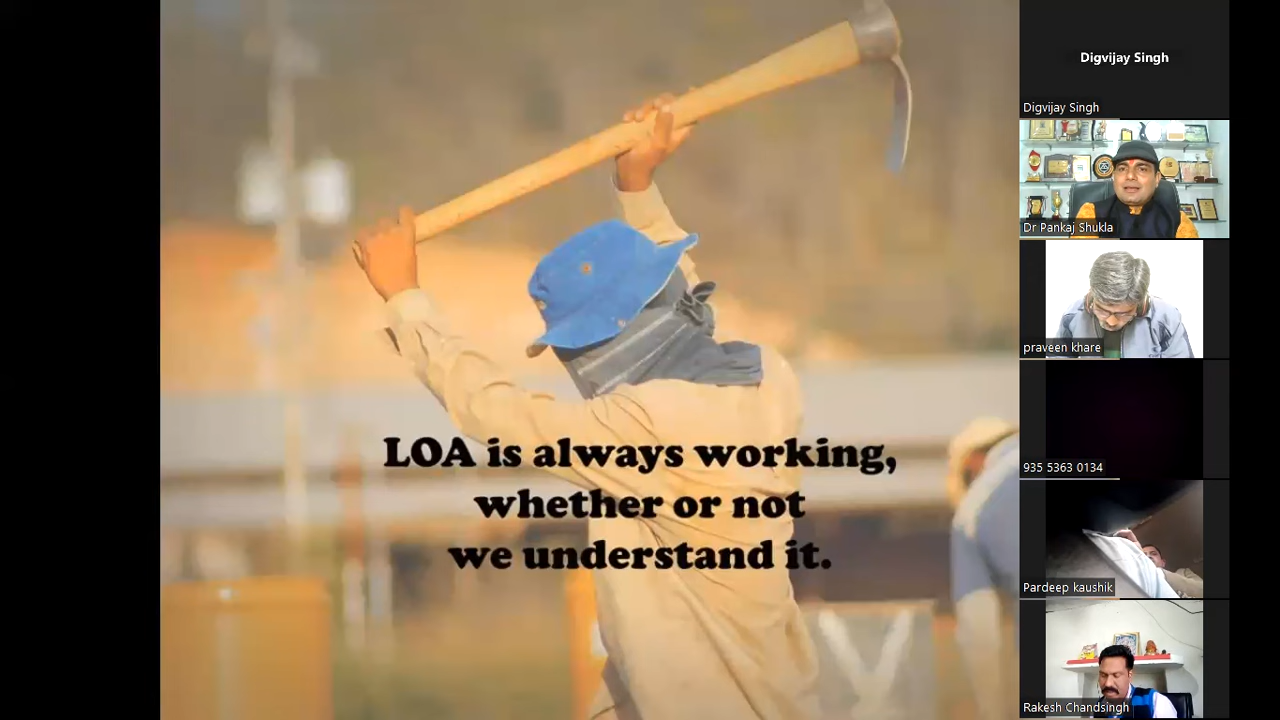 LOA is always working,
whether or not
we understand it.
Digvijay Singh
Digvijay Singh
Dr Pankaj Shukla
praveen khare
935 5363 0134
Pardeep kaushik
Rakesh Chandsingh